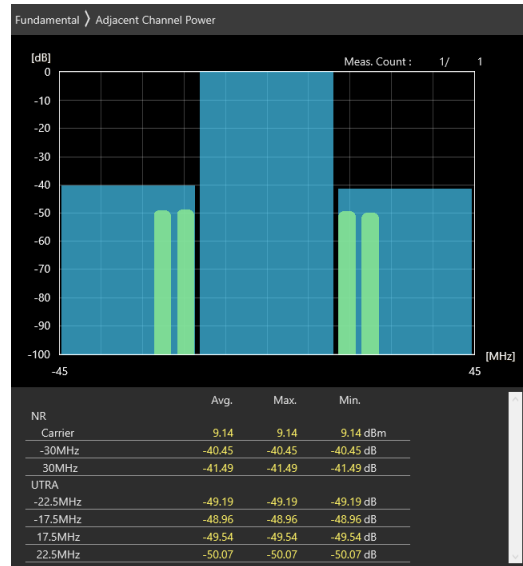 Fundamental ❭ Adjacent Channel Power
[dB]
Meas. Count : 1/ 1
0
-10
-20
-30
-40
-50
-60
-70
-80
-90
-100
[MHz]
-45 45
Avg. Max. Min.
NR
Carrier 9.14 9.14 9.14 dBm
-30MHz -40.45 -40.45 -40.45 dB
30MHz -41.49 -41.49 -41.49 dB
UTRA
-22.5MHz -49.19 -49.19 -49.19 dB
-17.5MHz -48.96 -48.96 -48.96 dB
17.5MHz -49.54 -49.54 -49.54 dB
22.5MHz -50.07 -50.07 -50.07 dB